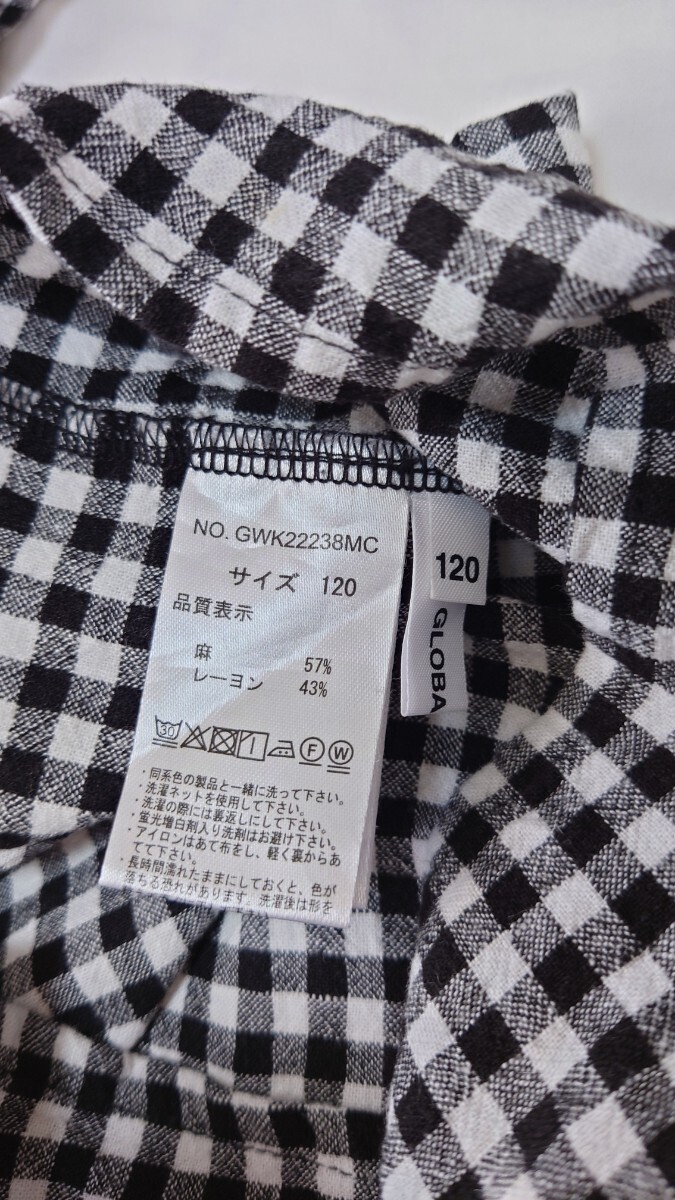 NO. GWK22238MC
サイズ 120
品質表示
麻 57%
レーヨン 43%
30
F W
・同系色の製品と一緒に洗って下さい。
・洗濯ネットを使用して下さい。
・洗濯の際には裏返しにして下さい。
・蛍光増白剤入り洗剤はお避け下さい。
・アイロンはあて布をし、軽く裏からあ
てて下さい。
・長時間濡れたままにしておくと、色が
落ちる恐れがあります。洗濯後は形を
120
GLOBA